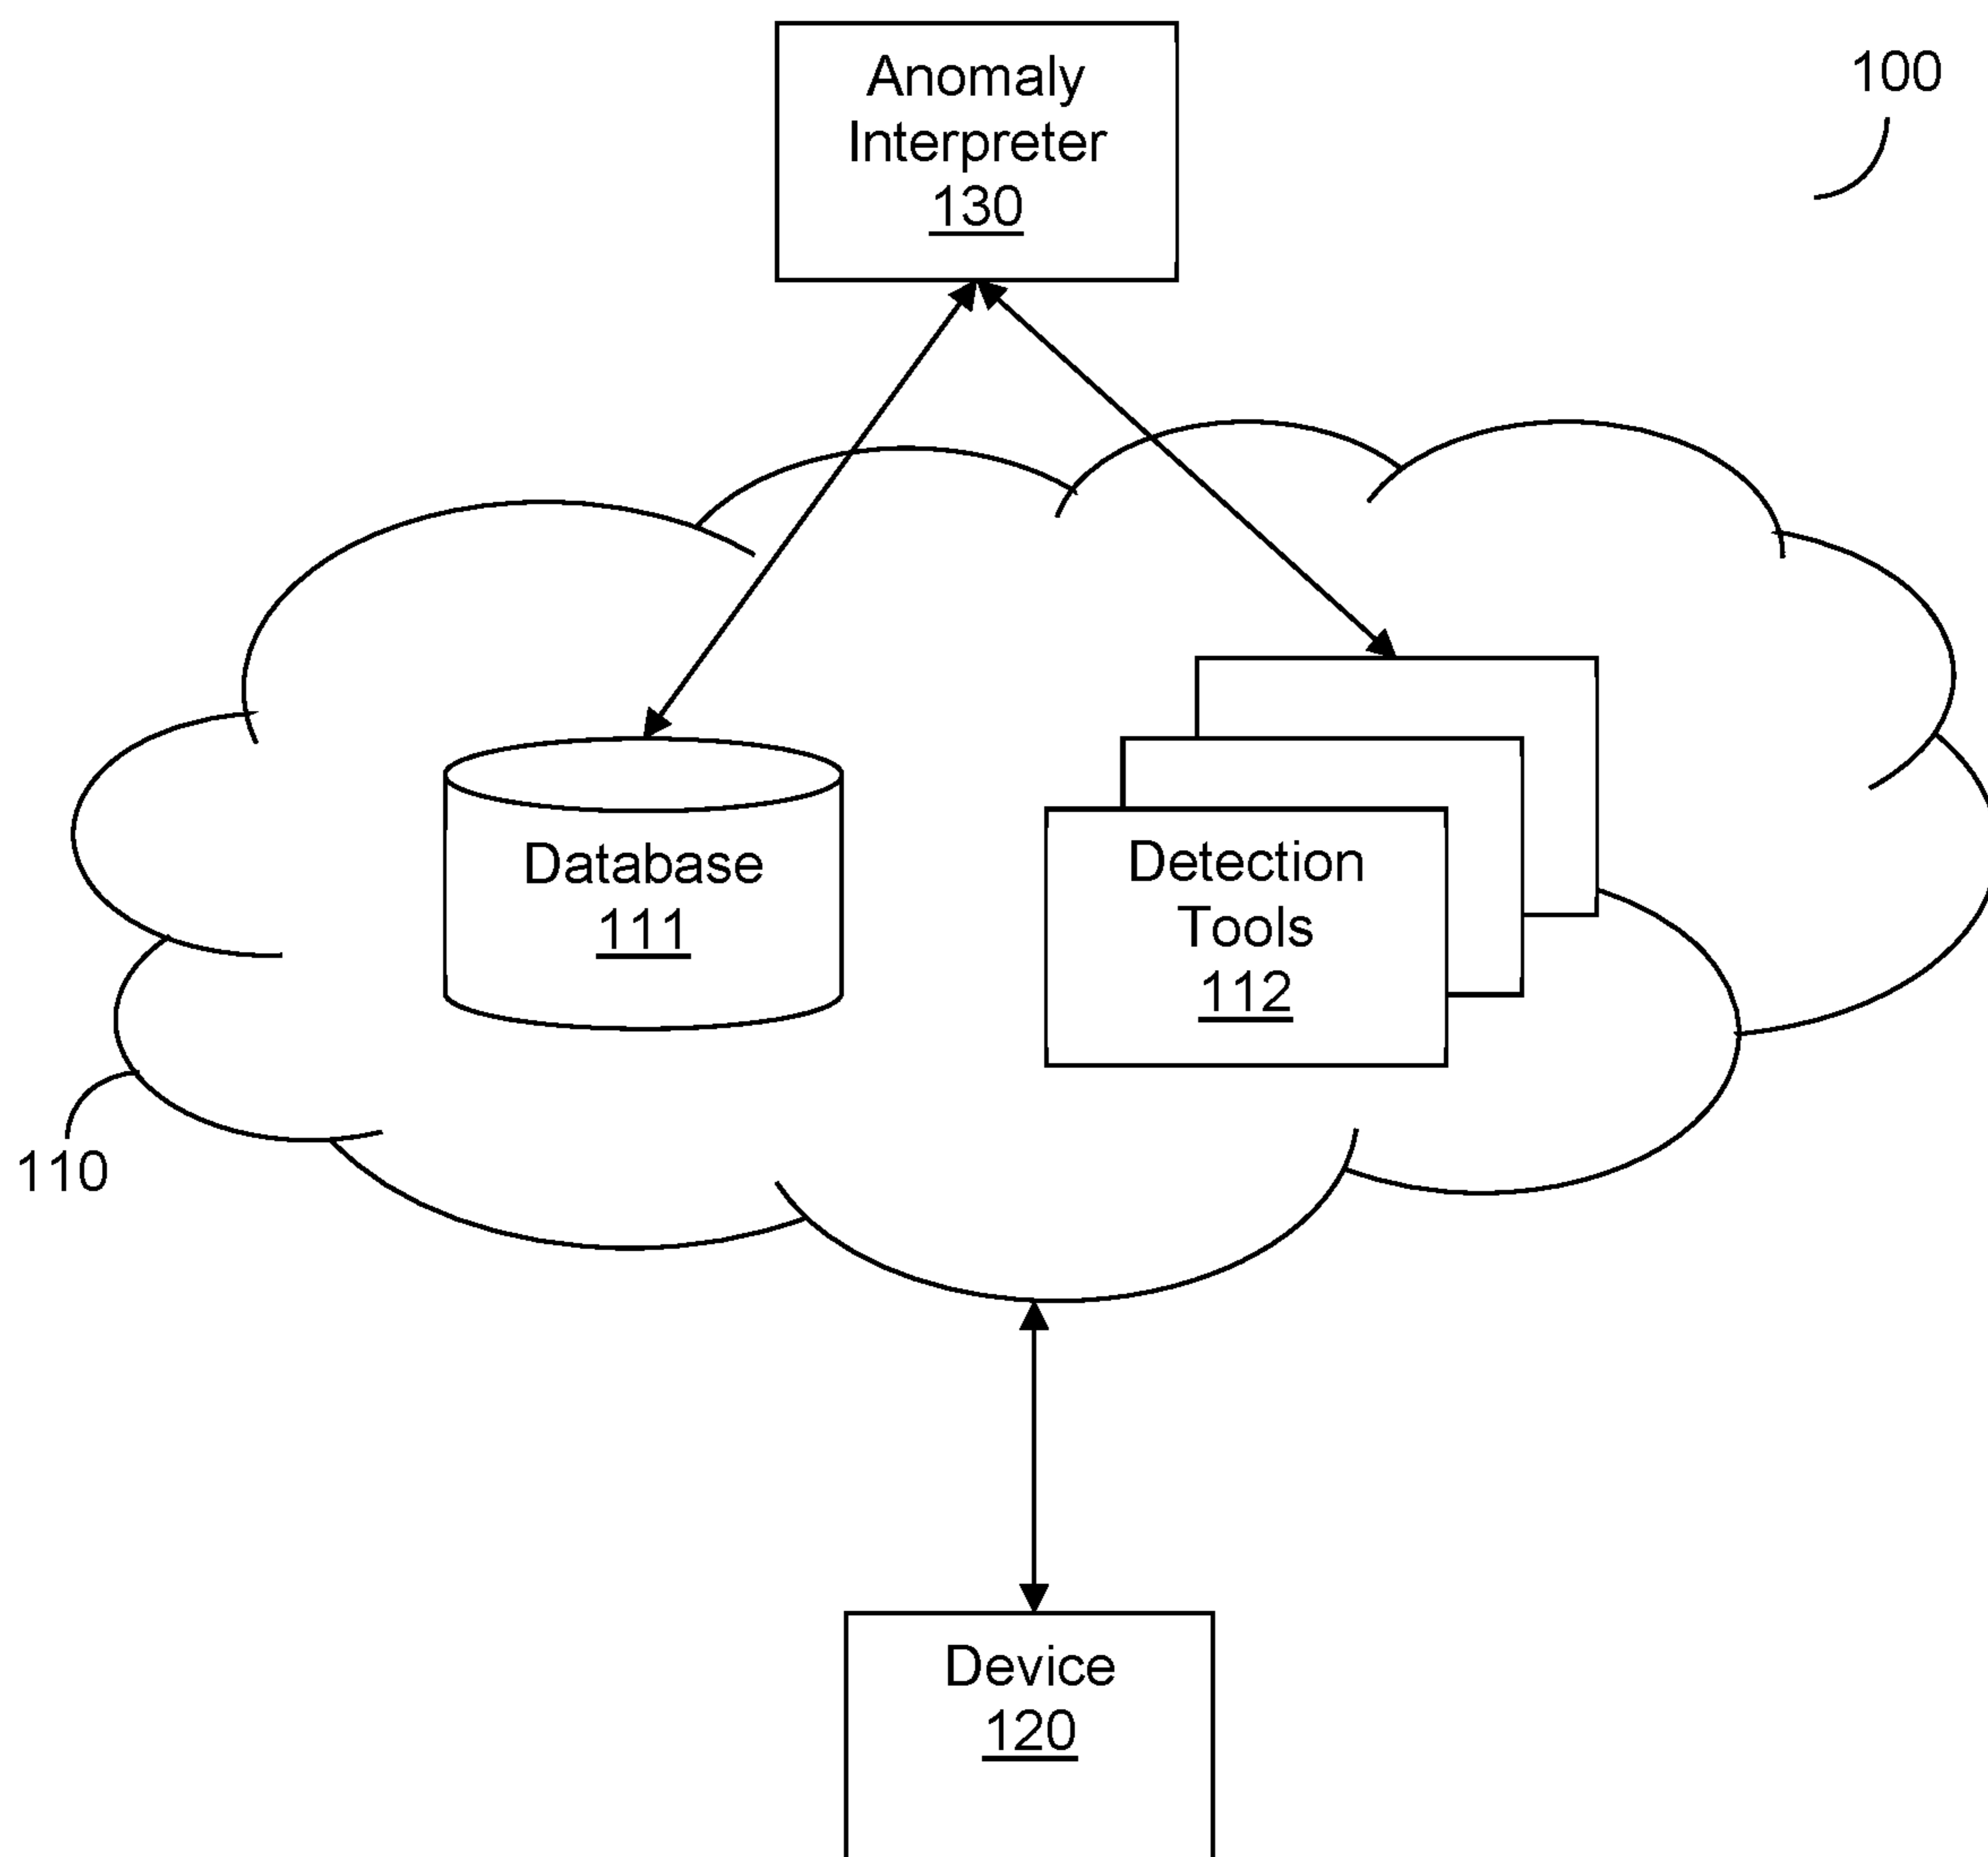 Anomaly
Interpreter
130
100
Database
111
Detection
Tools
112
110
Device
120